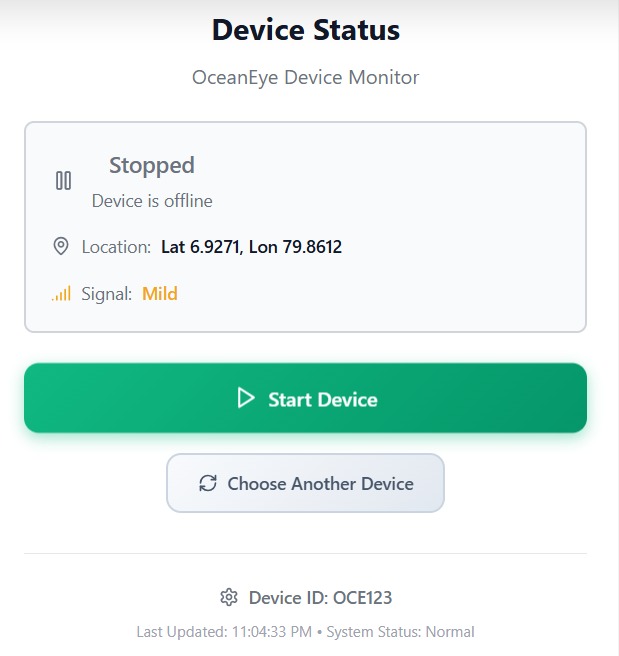 Device Status
OceanEye Device Monitor
Stopped
Device is offline
Location: Lat 6.9271, Lon 79.8612
Signal: Mild
Start Device
Choose Another Device
Device ID: OCE123
Last Updated: 11:04:33 PM • System Status: Normal